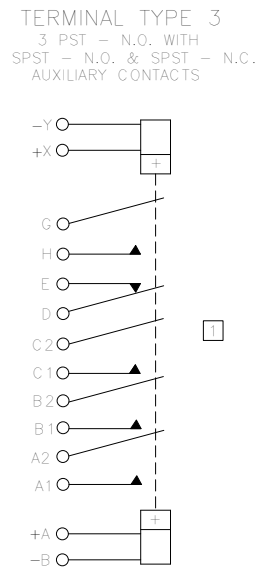 TERMINAL TYPE 3
3 PST – N.O. WITH
SPST – N.O. & SPST – N.C.
AUXILIARY CONTACTS
–Y
+X
+
G
H
E
D
C2
1
C1
B2
B1
A2
A1
+
+A
–B